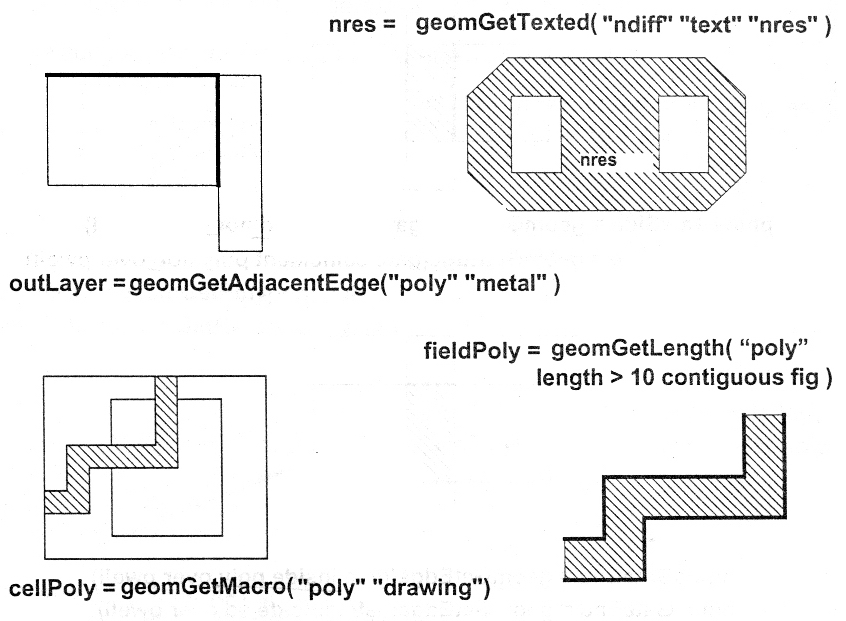 nres = geomGetTexted( "ndiff" "text" "nres" )
nres
outLayer = geomGetAdjacentEdge("poly" "metal" )
fieldPoly = geomGetLength( “poly”
length > 10 contiguous fig )
cellPoly = geomGetMacro("poly" "drawing")